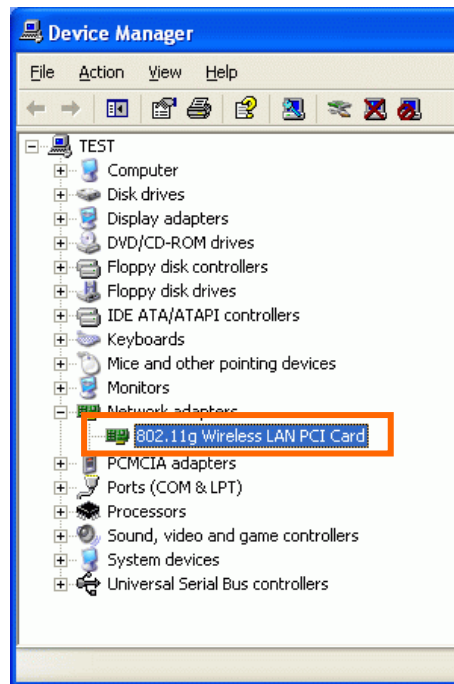 Device Manager
File Action View Help
TEST
Computer
Disk drives
Display adapters
DVD/CD-ROM drives
Floppy disk controllers
Floppy disk drives
IDE ATA/ATAPI controllers
Keyboards
Mice and other pointing devices
Monitors
Network adapters
802.11g Wireless LAN PCI Card
PCMCIA adapters
Ports (COM & LPT)
Processors
Sound, video and game controllers
System devices
Universal Serial Bus controllers